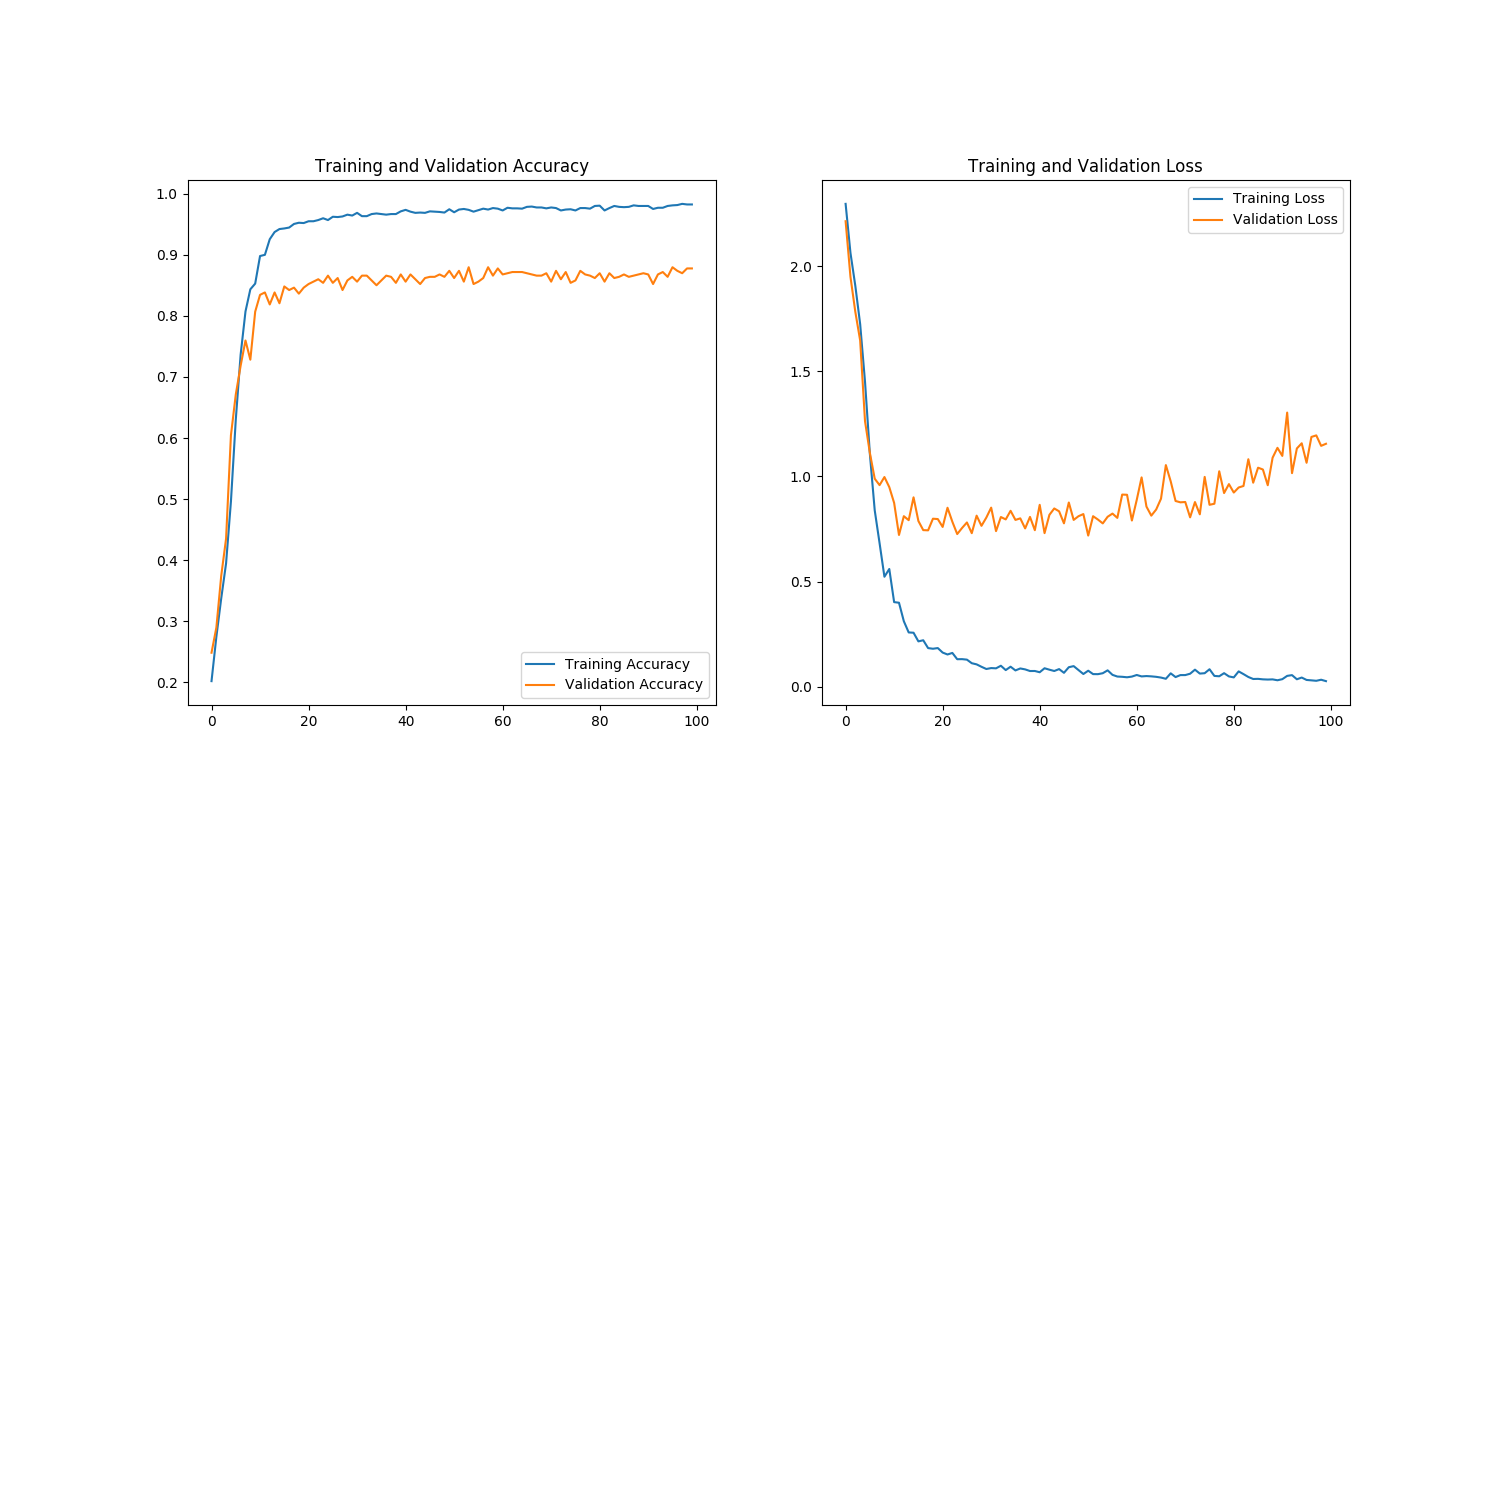 Training and Validation Accuracy
1.0
0.9
0.8
0.7
0.6
0.5
0.4
0.3
0.2
Training Accuracy
Validation Accuracy
0 20 40 60 80 100
Training and Validation Loss
Training Loss
Validation Loss
2.0
1.5
1.0
0.5
0.0
0 20 40 60 80 100